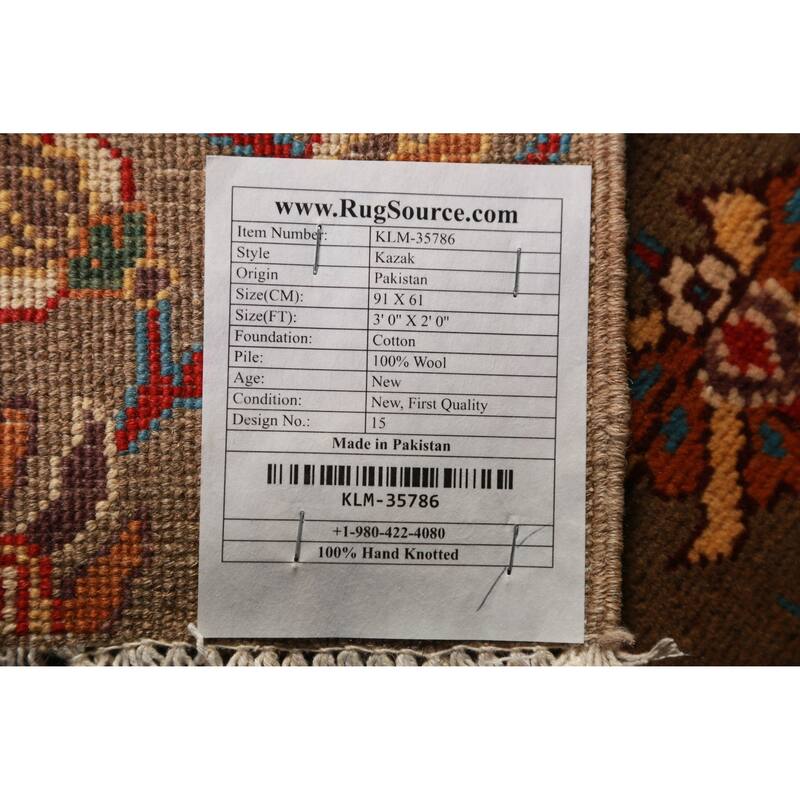 www.RugSource.com
Item Number: KLM-35786
Style Kazak
Origin Pakistan
Size(CM): 91 X 61
Size(FT): 3' 0" X 2' 0"
Foundation: Cotton
Pile: 100% Wool
Age: New
Condition: New, First Quality
Design No.: 15
Made in Pakistan
KLM-35786
+1-980-422-4080
100% Hand Knotted